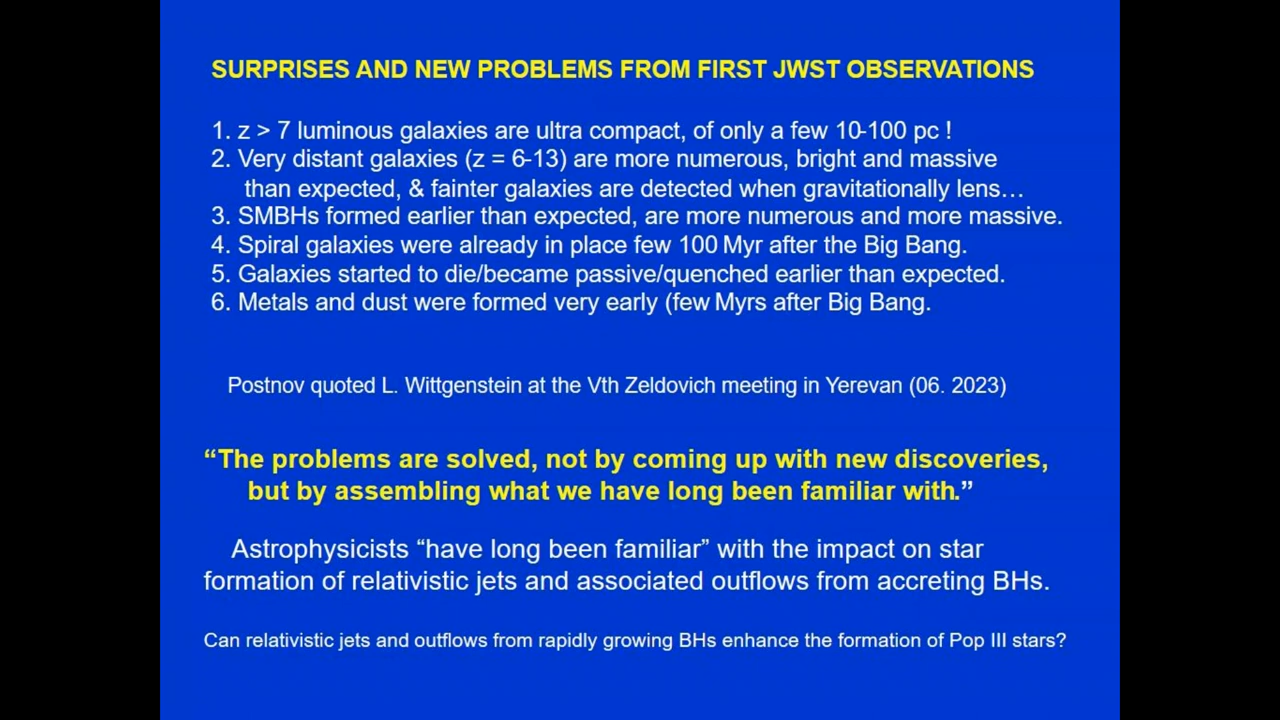 SURPRISES AND NEW PROBLEMS FROM FIRST JWST OBSERVATIONS
1. z > 7 luminous galaxies are ultra compact, of only a few 10-100 pc !
2. Very distant galaxies (z = 6-13) are more numerous, bright and massive
than expected, & fainter galaxies are detected when gravitationally lens…
3. SMBHs formed earlier than expected, are more numerous and more massive.
4. Spiral galaxies were already in place few 100 Myr after the Big Bang.
5. Galaxies started to die/became passive/quenched earlier than expected.
6. Metals and dust were formed very early (few Myrs after Big Bang.
Postnov quoted L. Wittgenstein at the Vth Zeldovich meeting in Yerevan (06. 2023)
“The problems are solved, not by coming up with new discoveries,
but by assembling what we have long been familiar with.”
Astrophysicists “have long been familiar” with the impact on star
formation of relativistic jets and associated outflows from accreting BHs.
Can relativistic jets and outflows from rapidly growing BHs enhance the formation of Pop III stars?